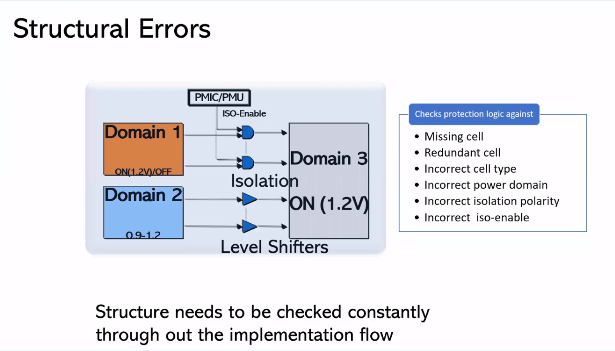 Structural Errors
PMIC/PMU
ISO-Enable
Domain 1
ON(1.2V)/OFF
Isolation
Domain 2
0.9-1.2
Level Shifters
Domain 3
ON (1.2V)
Checks protection logic against
• Missing cell
• Redundant cell
• Incorrect cell type
• Incorrect power domain
• Incorrect isolation polarity
• Incorrect iso-enable
Structure needs to be checked constantly
through out the implementation flow